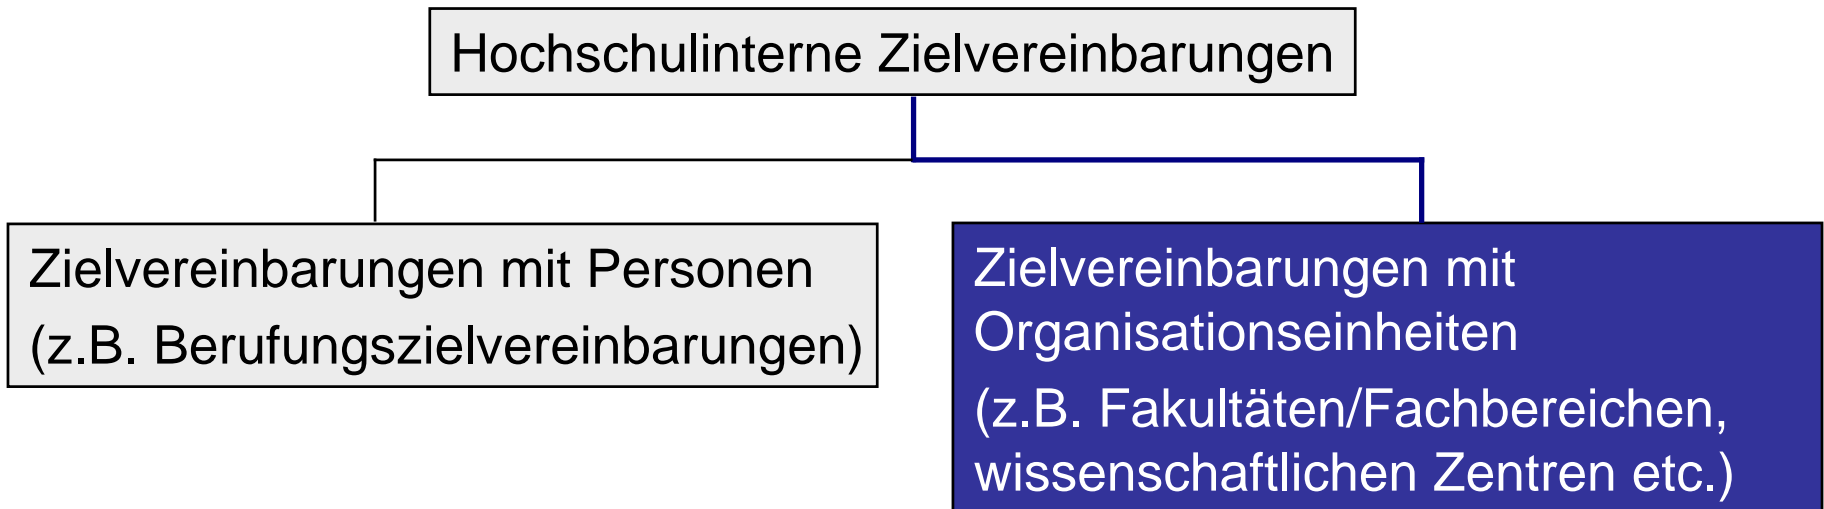 Hochschulinterne Zielvereinbarungen
Zielvereinbarungen mit Personen
(z.B. Berufungszielvereinbarungen)
Zielvereinbarungen mit
Organisationseinheiten
(z.B. Fakultäten/Fachbereichen,
wissenschaftlichen Zentren etc.)